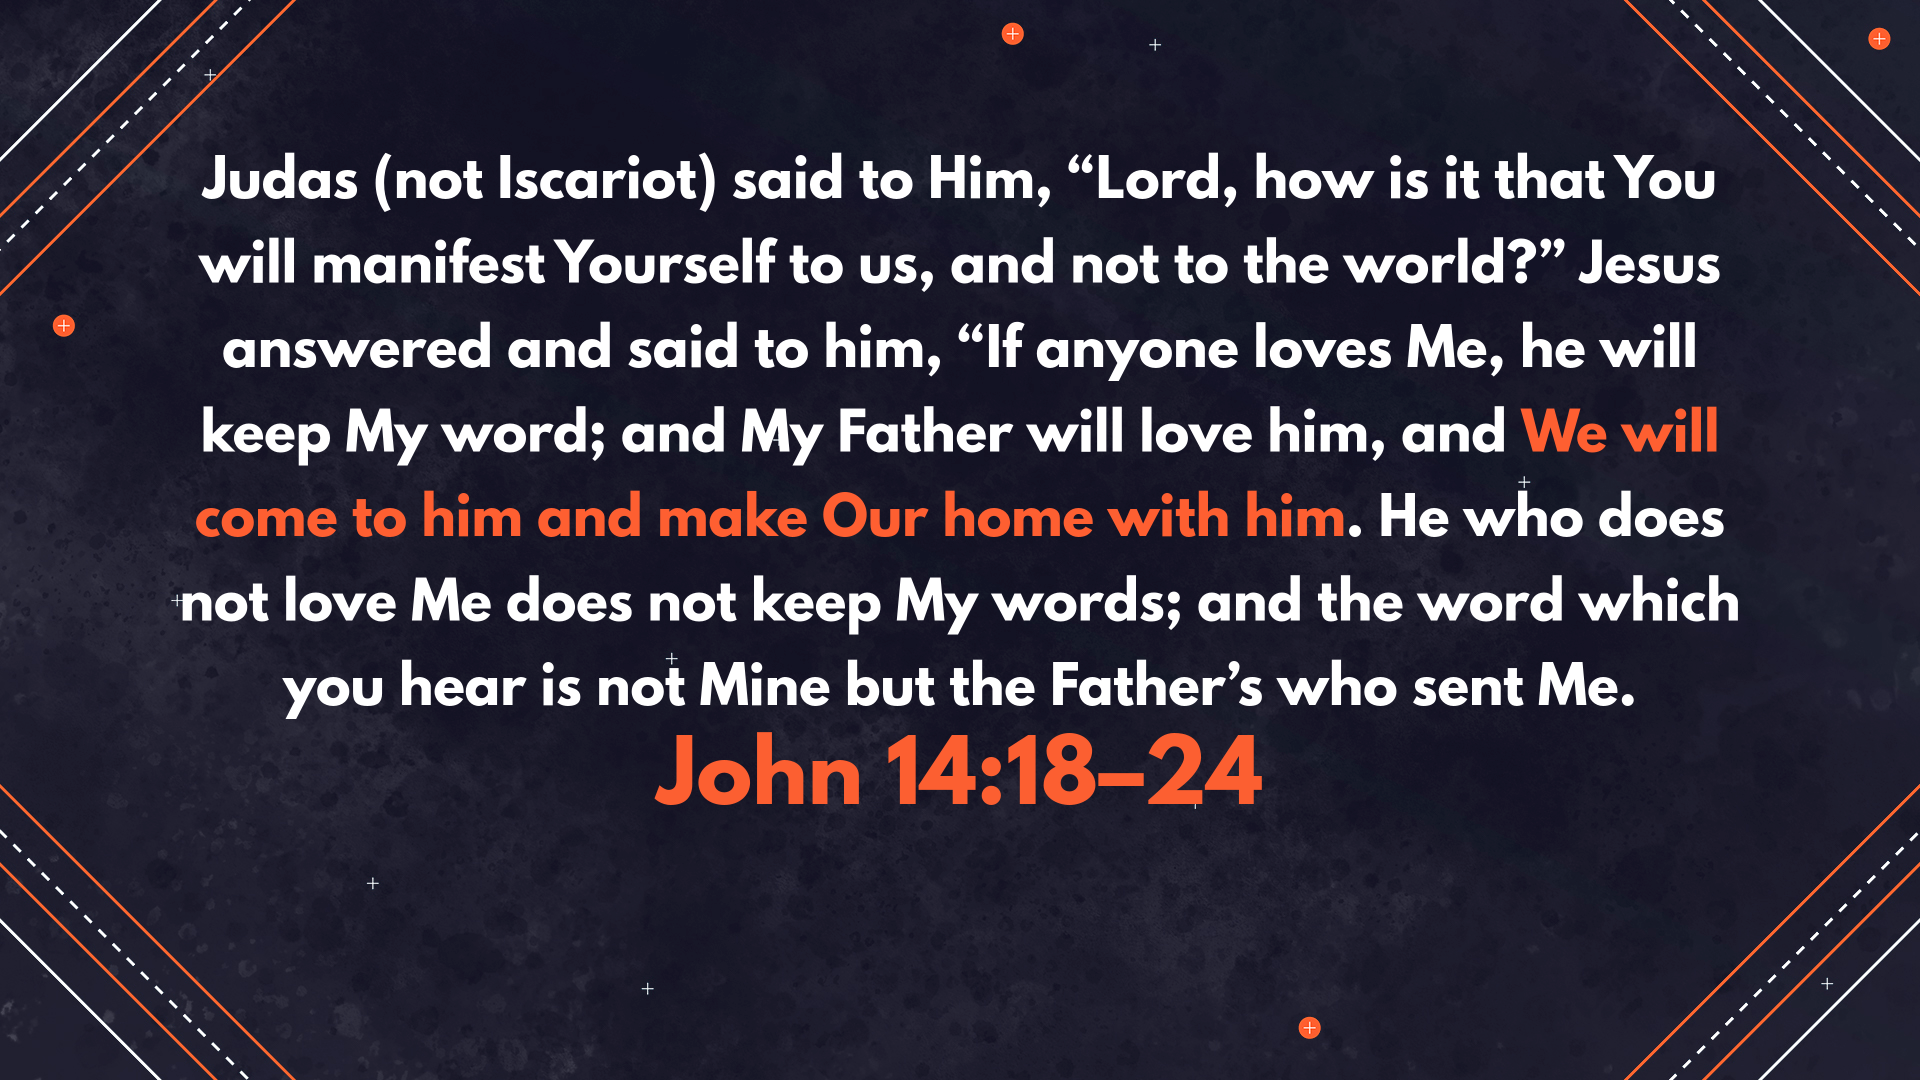 Judas (not Iscariot) said to Him, “Lord, how is it that You
will manifest Yourself to us, and not to the world?” Jesus
answered and said to him, “If anyone loves Me, he will
keep My word; and My Father will love him, and We will
come to him and make Our home with him. He who does
not love Me does not keep My words; and the word which
you hear is not Mine but the Father’s who sent Me.
John 14:18–24